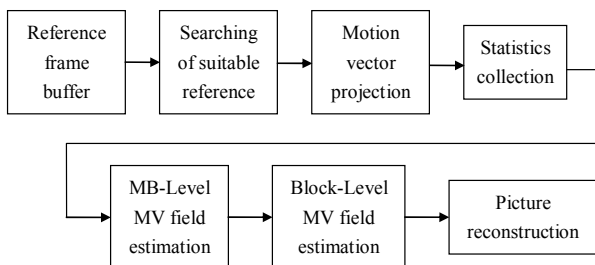 Reference
frame
buffer
Searching
of suitable
reference
Motion
vector
projection
Statistics
collection
MB-Level
MV field
estimation
Block-Level
MV field
estimation
Picture
reconstruction